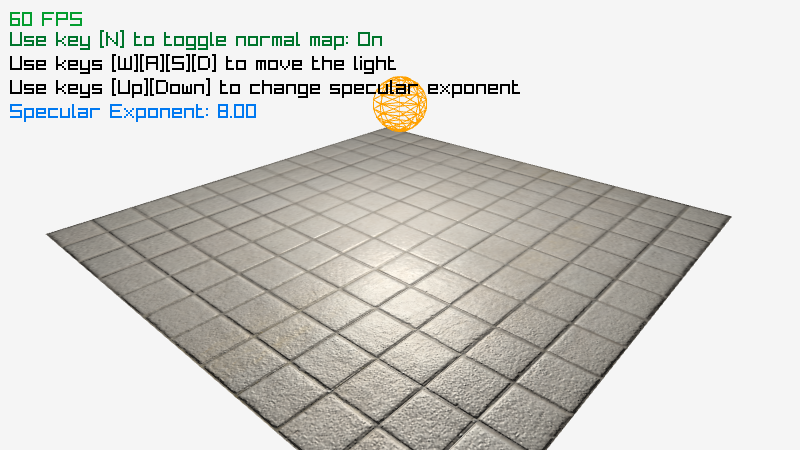 60 FPS
Use key [N] to toggle normal map: On
Use keys [W][A][S][D] to move the light
Use keys [Up][Down] to change specular exponent
Specular Exponent: 8.00